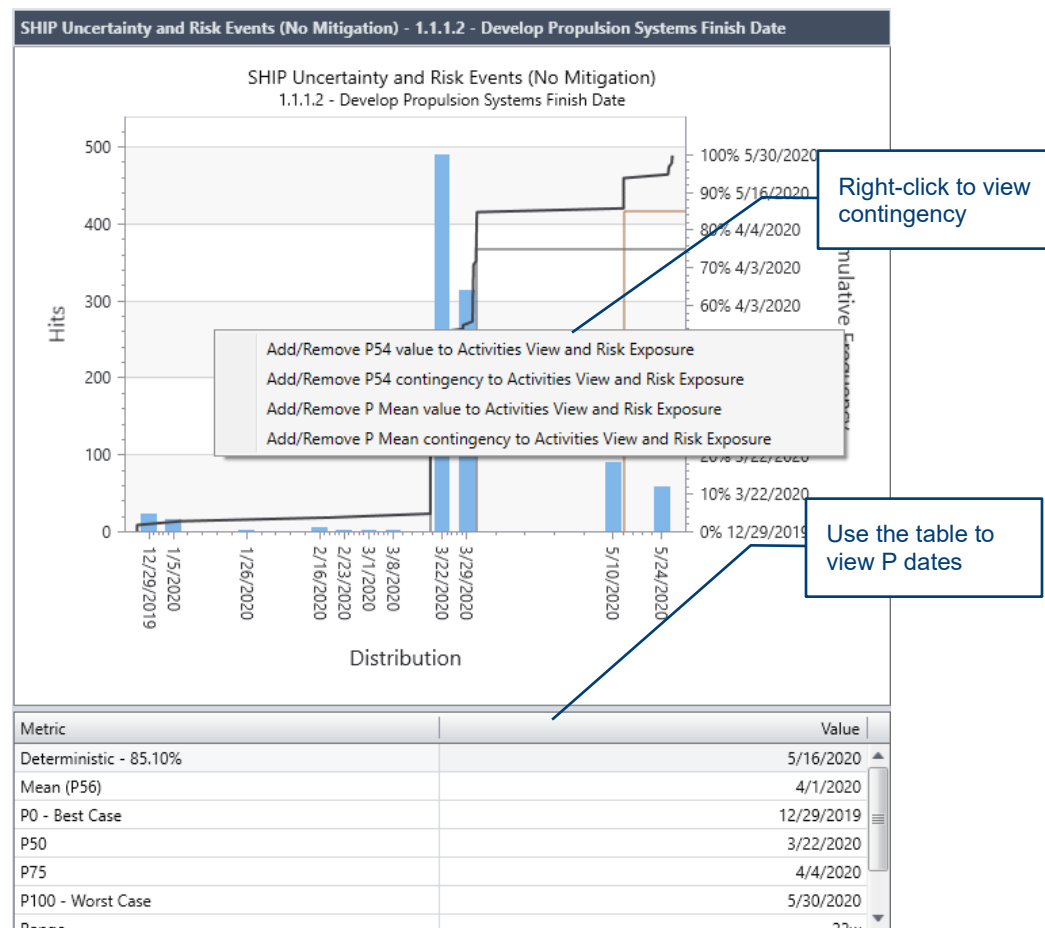 SHIP Uncertainty and Risk Events (No Mitigation) - 1.1.1.2 - Develop Propulsion Systems Finish Date
SHIP Uncertainty and Risk Events (No Mitigation)
1.1.1.2 - Develop Propulsion Systems Finish Date
500
400
300
200
100
0
Hits
100% 5/30/2020
90% 5/16/2020
80% 4/4/2020
70% 4/3/2020
60% 4/3/2020
20% 3/22/2020
10% 3/22/2020
0% 12/29/2019
mulative Frequency
Right-click to view
contingency
Add/Remove P54 value to Activities View and Risk Exposure
Add/Remove P54 contingency to Activities View and Risk Exposure
Add/Remove P Mean value to Activities View and Risk Exposure
Add/Remove P Mean contingency to Activities View and Risk Exposure
Use the table to
view P dates
12/29/2019
1/5/2020
1/26/2020
2/16/2020
2/23/2020
3/1/2020
3/8/2020
3/22/2020
3/29/2020
5/10/2020
5/24/2020
Distribution
Metric Value
Deterministic - 85.10% 5/16/2020
Mean (P56) 4/1/2020
P0 - Best Case 12/29/2019
P50 3/22/2020
P75 4/4/2020
P100 - Worst Case 5/30/2020
Range 22w